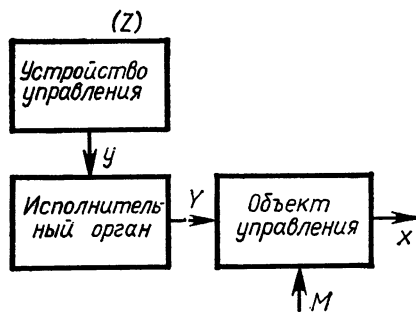 (Z)
Устройство
управления
у
Исполнитель-
ный орган
Y
Объект
управления
X
М